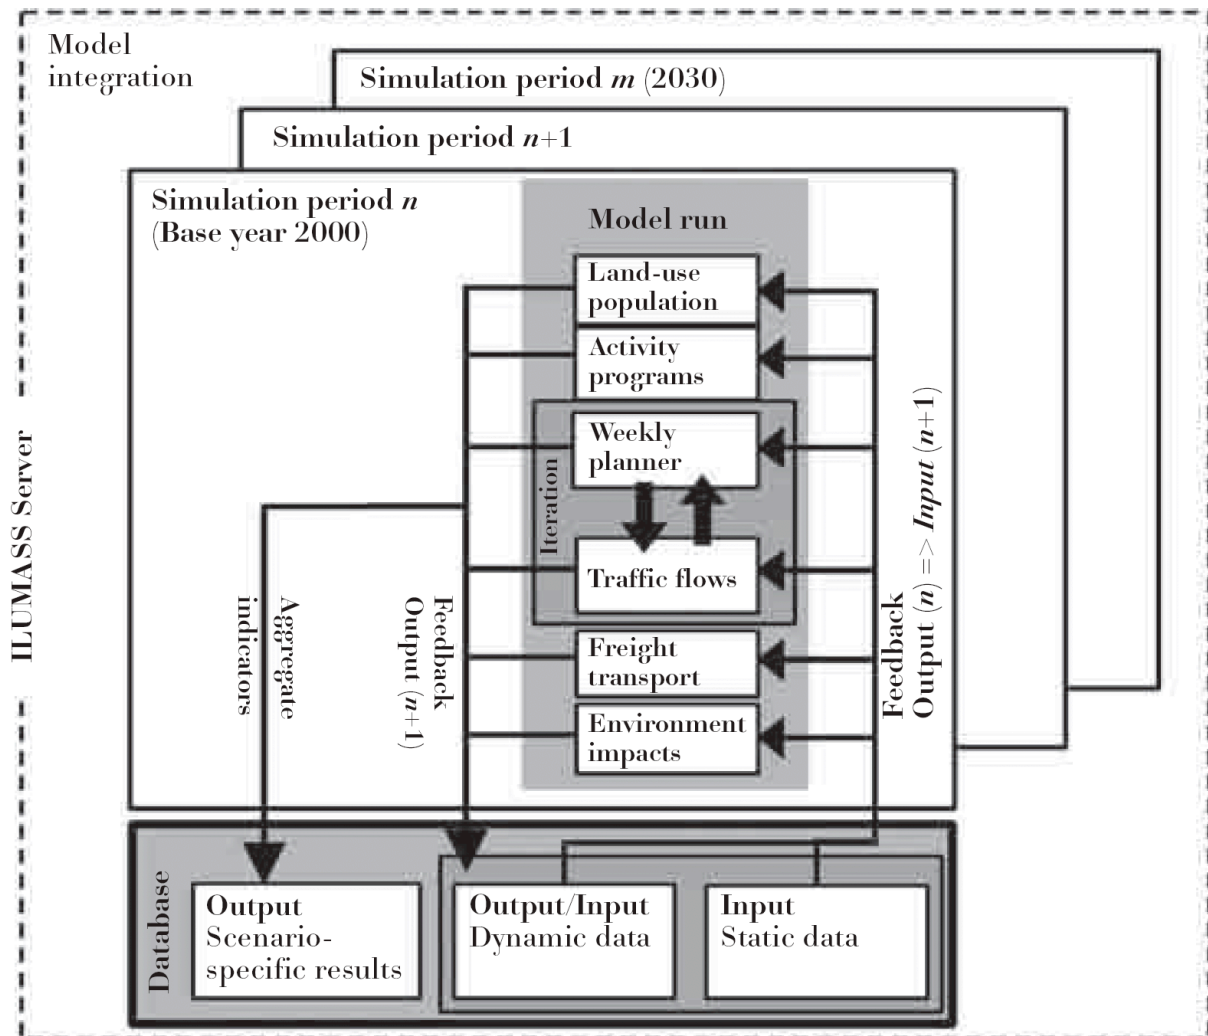 Model
integration
Simulation period m (2030)
Simulation period n+1
Simulation period n
(Base year 2000)
Model run
Land-use
population
Activity
programs
Weekly
planner
Iteration
Traffic flows
Freight
transport
Environment
impacts
ILUMASS Server
Aggregate
indicators
Feedback
Output (n+1)
Feedback
Output (n) => Input (n+1)
Database
Output
Scenario-
specific results
Output/Input
Dynamic data
Input
Static data